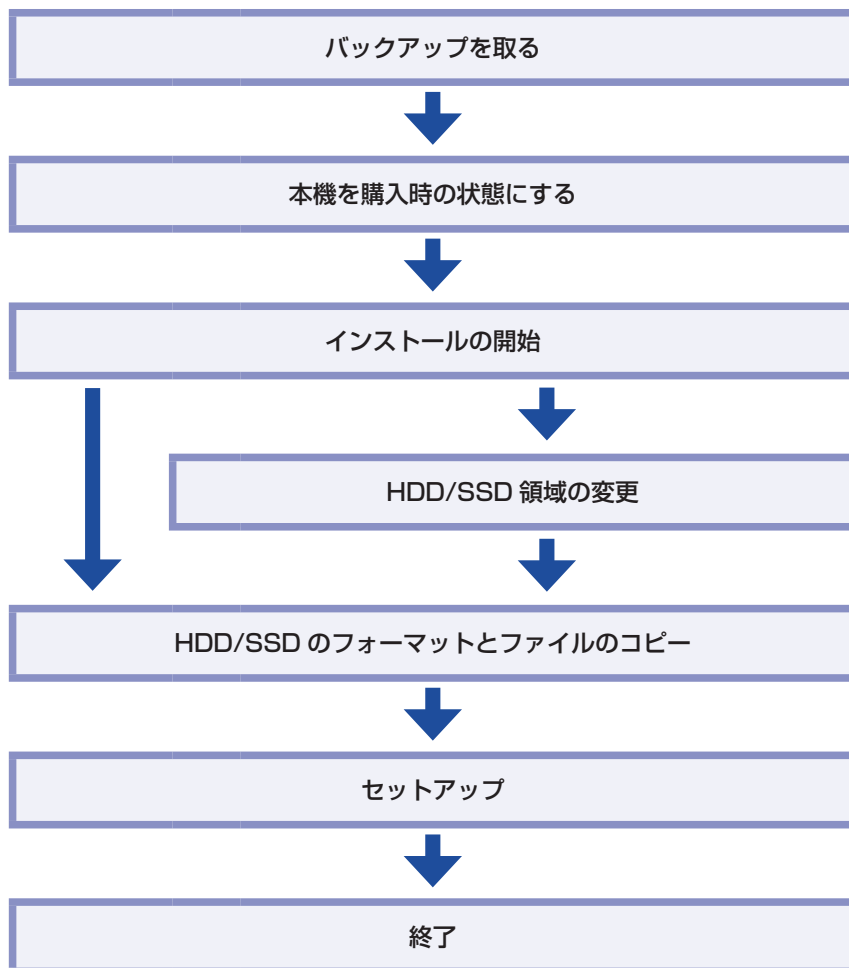 バックアップを取る
本機を購入時の状態にする
インストールの開始
HDD/SSD 領域の変更
HDD/SSD のフォーマットとファイルのコピー
セットアップ
終了